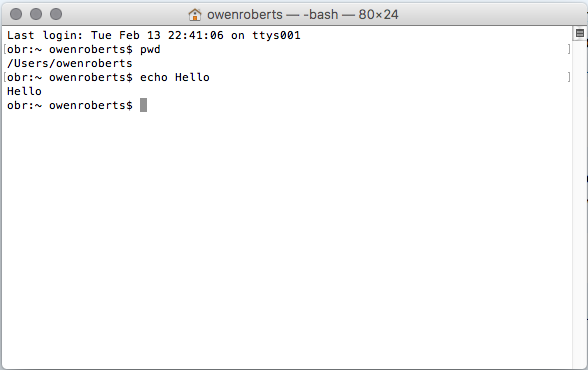 owenroberts — -bash — 80×24
Last login: Tue Feb 13 22:41:06 on ttys001
[obr:~ owenroberts$ pwd ]
/Users/owenroberts
[obr:~ owenroberts$ echo Hello ]
Hello
obr:~ owenroberts$